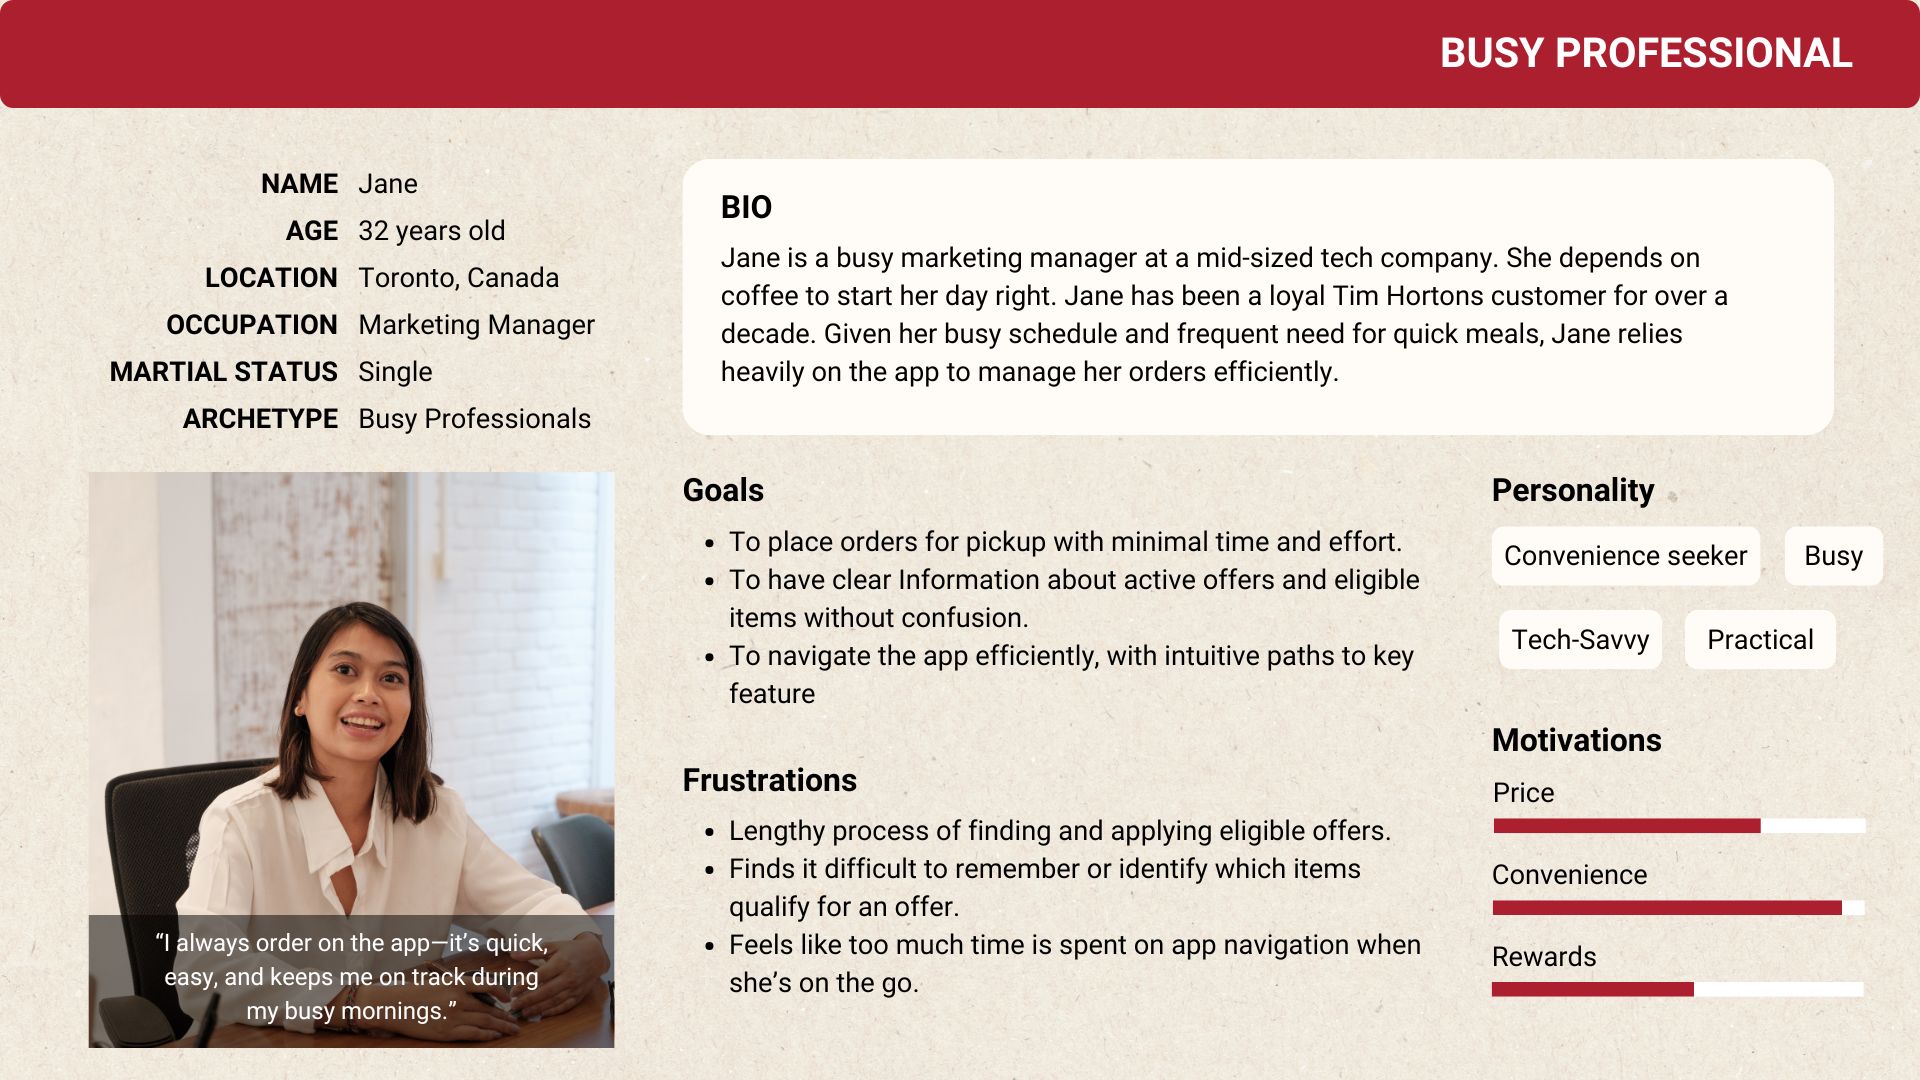 BUSY PROFESSIONAL
NAME Jane
AGE 32 years old
LOCATION Toronto, Canada
OCCUPATION Marketing Manager
MARTIAL STATUS Single
ARCHETYPE Busy Professionals
“I always order on the app—it’s quick,
easy, and keeps me on track during
my busy mornings.”
BIO
Jane is a busy marketing manager at a mid-sized tech company. She depends on
coffee to start her day right. Jane has been a loyal Tim Hortons customer for over a
decade. Given her busy schedule and frequent need for quick meals, Jane relies
heavily on the app to manage her orders efficiently.
Goals
• To place orders for pickup with minimal time and effort.
• To have clear Information about active offers and eligible
items without confusion.
• To navigate the app efficiently, with intuitive paths to key
feature
Frustrations
• Lengthy process of finding and applying eligible offers.
• Finds it difficult to remember or identify which items
qualify for an offer.
• Feels like too much time is spent on app navigation when
she’s on the go.
Personality
Convenience seeker Busy
Tech-Savvy Practical
Motivations
Price
Convenience
Rewards